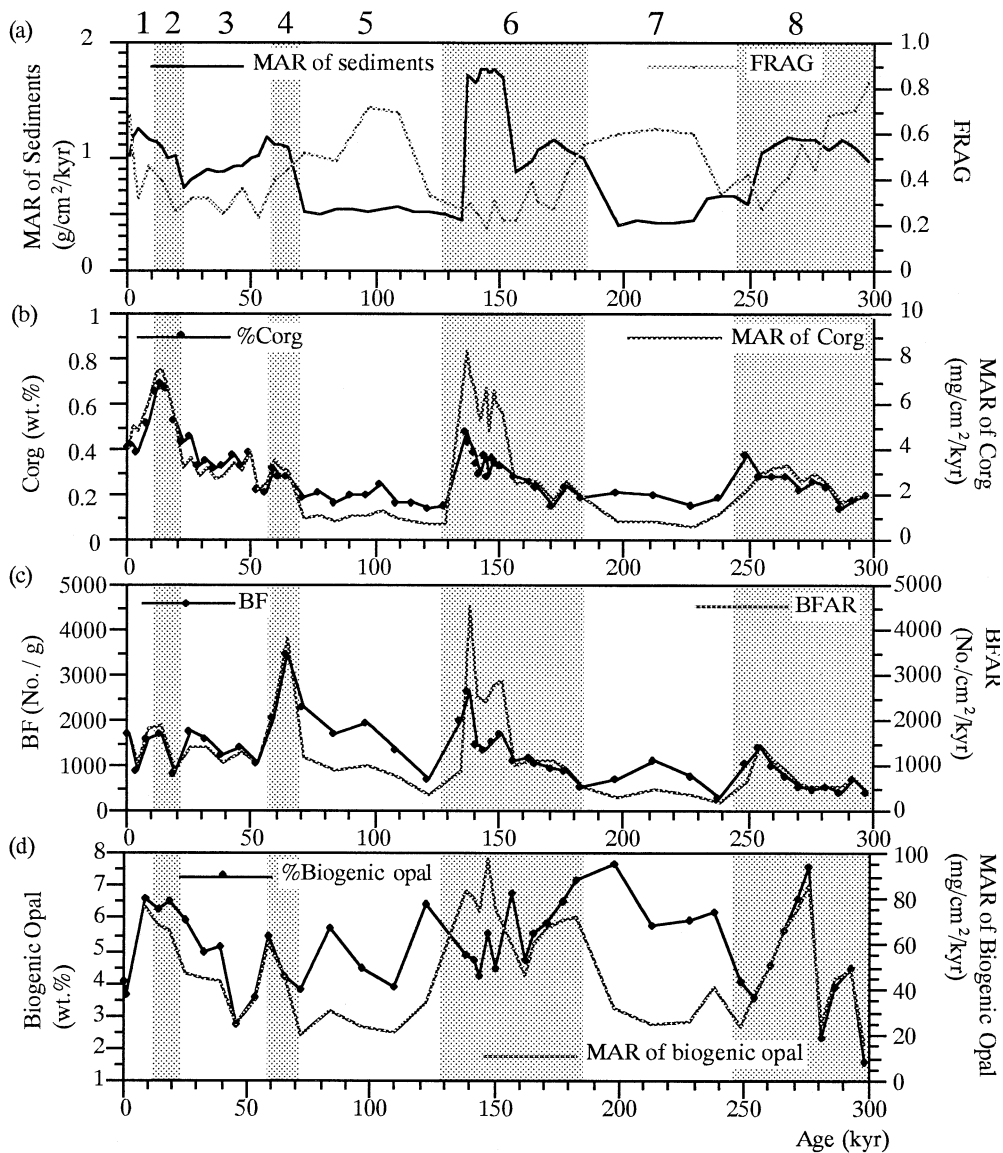 (a) 1 2 3 4 5 6 7 8
2 1.0
MAR of sediments FRAG
0.8
0.6
1
0.4
0.2
0 0
MAR of Sediments
(g/cm²/kyr)
FRAG
0 50 100 150 200 250 300
(b)
1 10
%Corg MAR of Corg
0.8 8
0.6 6
0.4 4
0.2 2
0 0
Corg (wt.%)
MAR of Corg
(mg/cm²/kyr)
0 50 100 150 200 250 300
(c)
5000 5000
BF BFAR
4000 4000
3000 3000
2000 2000
1000 1000
0 0
BF (No. / g)
BFAR
(No./cm²/kyr)
0 50 100 150 200 250 300
(d)
8 100
%Biogenic opal
7 80
6
5 60
4 40
3
2 20
MAR of biogenic opal
1 0
Biogenic Opal
(wt.%)
MAR of Biogenic Opal
(mg/cm²/kyr)
0 50 100 150 200 250 300
Age (kyr)